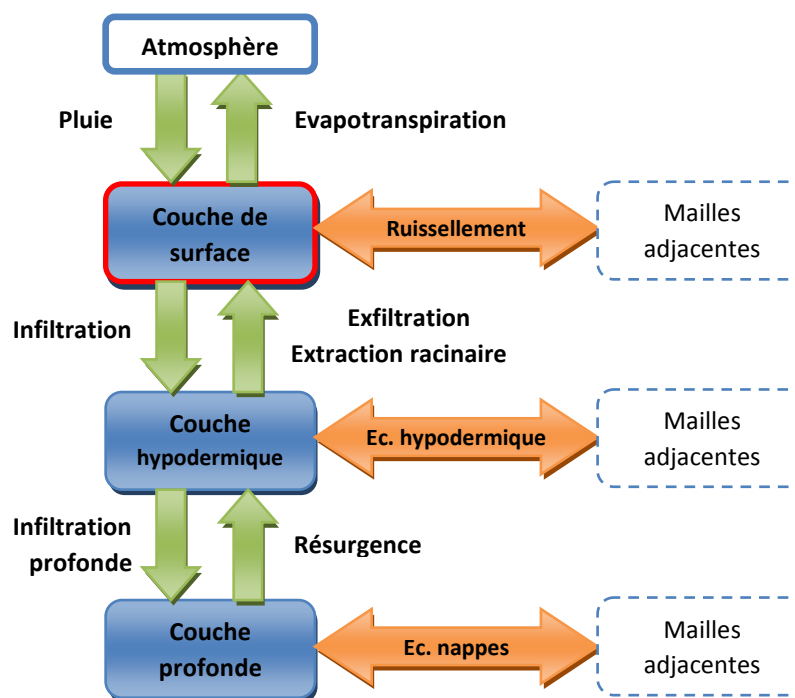 Atmosphère
Pluie
Evapotranspiration
Couche de
surface
Ruissellement
Mailles
adjacentes
Infiltration
Exfiltration
Extraction racinaire
Couche
hypodermique
Ec. hypodermique
Mailles
adjacentes
Infiltration
profonde
Résurgence
Couche
profonde
Ec. nappes
Mailles
adjacentes